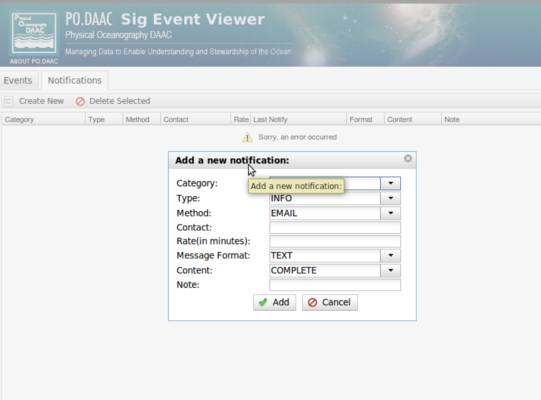 Physical
Oceanography
DAAC
ABOUT PO.DAAC
PO.DAAC Sig Event Viewer
Physical Oceanography DAAC
Managing Data to Enable Understanding and Stewardship of the Ocean
Events Notifications
Create New Delete Selected
Category Type Method Contact Rate Last Notify Format Content Note
Sorry, an error occurred
Add a new notification:
Category:
Add a new notification:
Type: INFO
Method: EMAIL
Contact:
Rate(in minutes):
Message Format: TEXT
Content: COMPLETE
Note:
Add Cancel